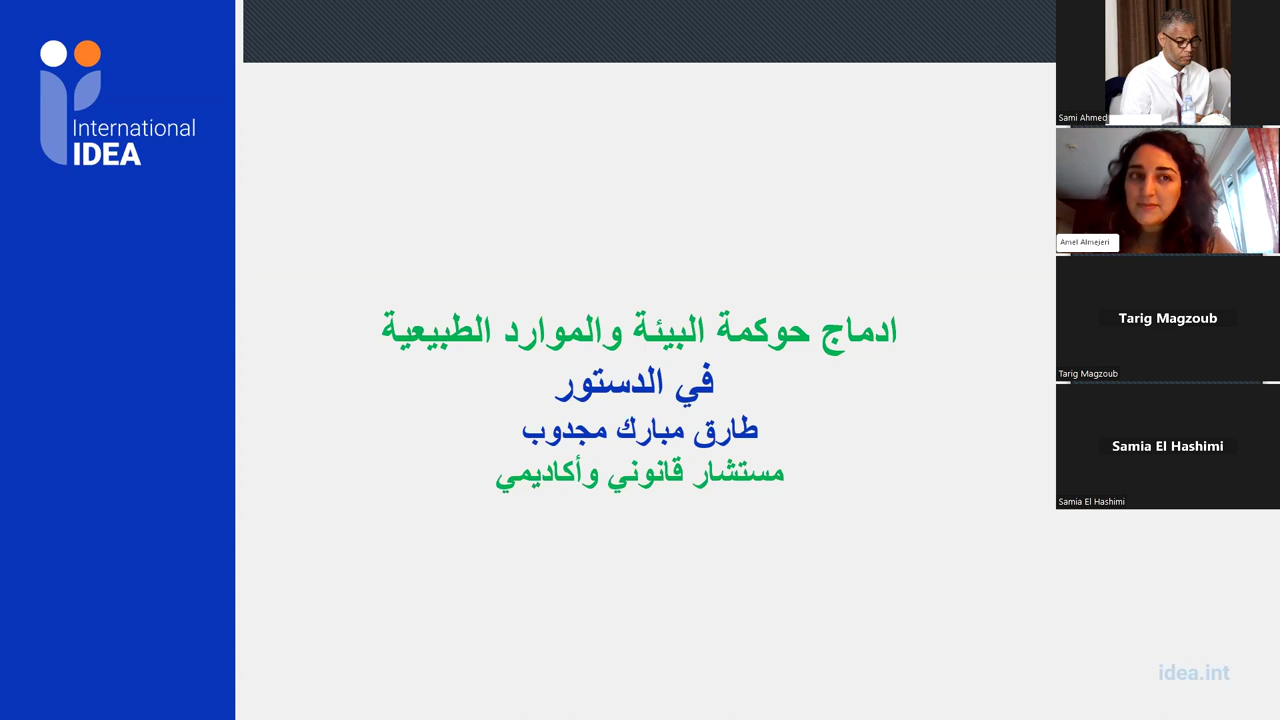 International
IDEA
ادماج حوكمة البيئة والموارد الطبيعية
في الدستور
طارق مبارك مجدوب
مستشار قانوني وأكاديمي
Sami Ahmed
Amel Almejeri
Tarig Magzoub
Tarig Magzoub
Samia El Hashimi
Samia El Hashimi
idea.int